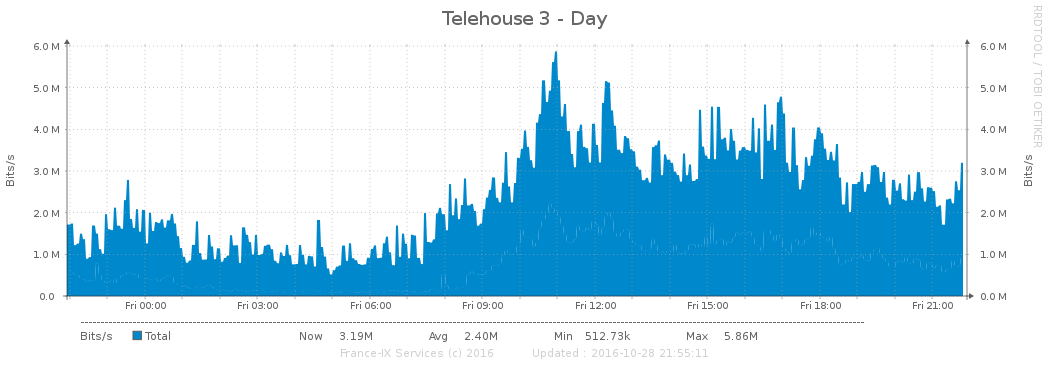 Telehouse 3 - Day
RRDTOOL / TOBI OETIKER
6.0 M 6.0 M
5.0 M 5.0 M
4.0 M 4.0 M
3.0 M 3.0 M
2.0 M 2.0 M
1.0 M 1.0 M
0.0 0.0 M
Bits/s Bits/s
Fri 00:00 Fri 03:00 Fri 06:00 Fri 09:00 Fri 12:00 Fri 15:00 Fri 18:00 Fri 21:00
Bits/s Total Now 3.19M Avg 2.40M Min 512.73k Max 5.86M
France-IX Services (c) 2016 Updated : 2016-10-28 21:55:11